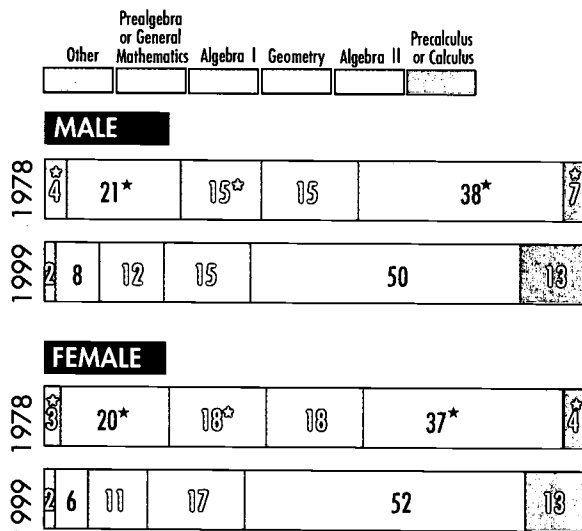 Other Prealgebra or General Mathematics Algebra I Geometry Algebra II Precalculus or Calculus
MALE
1978 4☆ 21★ 15☆ 15 38★ 7☆
1999 2 8 12 15 50 13
FEMALE
1978 3☆ 20★ 18☆ 18 37★ 4☆
999 2 6 11 17 52 13